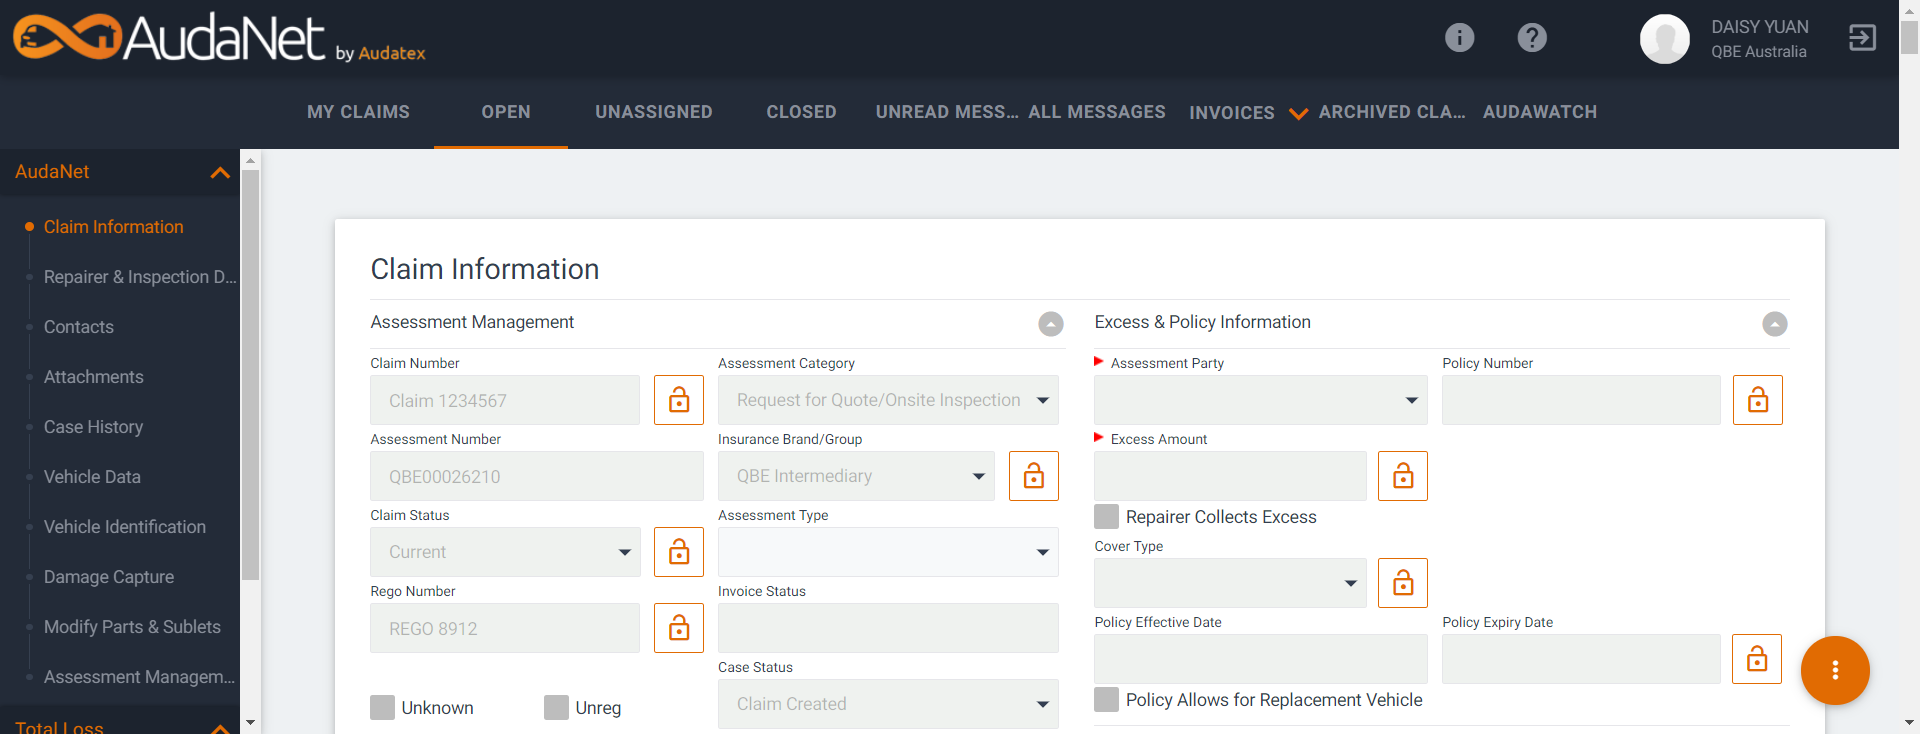 AudaNet by Audatex
DAISY YUAN
QBE Australia
MY CLAIMS
OPEN
UNASSIGNED
CLOSED
UNREAD MESS...
ALL MESSAGES
INVOICES
ARCHIVED CLA...
AUDAWATCH
AudaNet
Claim Information
Repairer & Inspection D...
Contacts
Attachments
Case History
Vehicle Data
Vehicle Identification
Damage Capture
Modify Parts & Sublets
Assessment Managem...
Total Loss
Claim Information
Assessment Management
Claim Number
Claim 1234567
Assessment Category
Request for Quote/Onsite Inspection
Assessment Number
QBE00026210
Insurance Brand/Group
QBE Intermediary
Claim Status
Current
Assessment Type
Rego Number
REGO 8912
Invoice Status
Case Status
Claim Created
Unknown
Unreg
Excess & Policy Information
Assessment Party
Policy Number
Excess Amount
Repairer Collects Excess
Cover Type
Policy Effective Date
Policy Expiry Date
Policy Allows for Replacement Vehicle